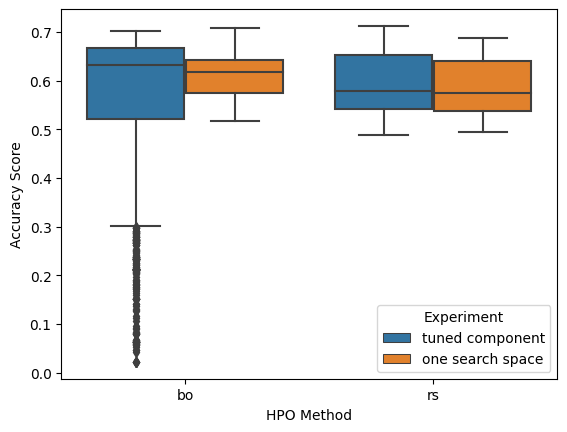 0.7
0.6
0.5
0.4
0.3
0.2
0.1
0.0
Accuracy Score
bo
rs
HPO Method
Experiment
tuned component
one search space